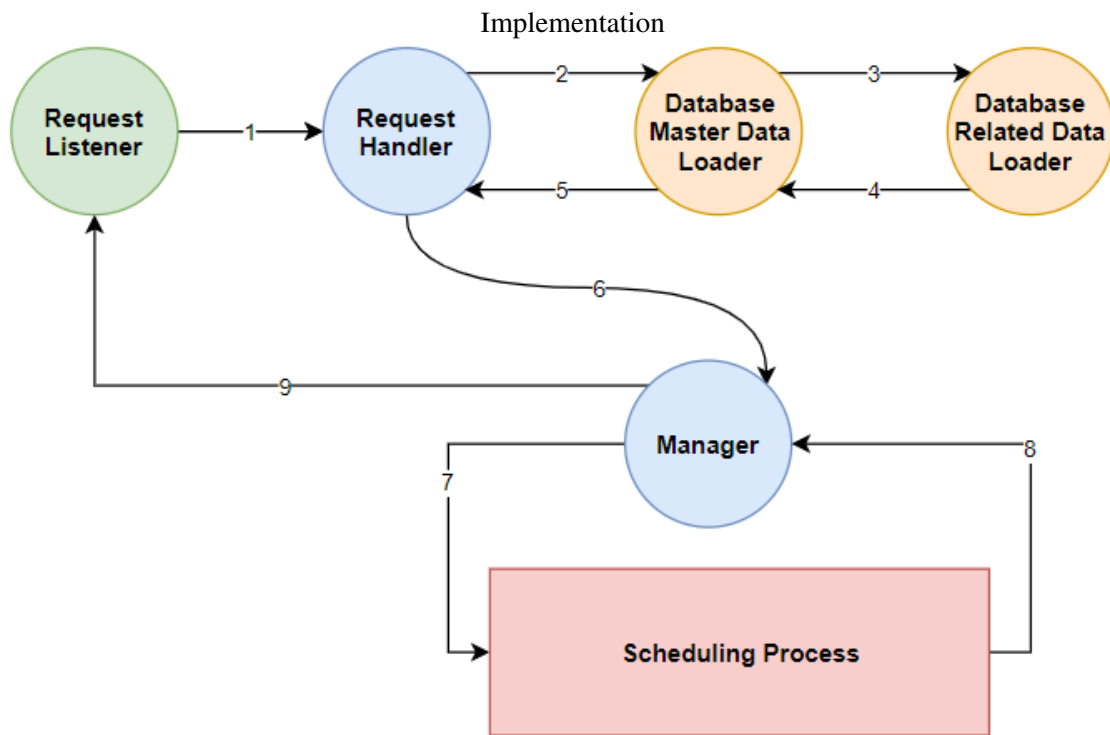 Implementation
Request
Listener
1
Request
Handler
2
Database
Master Data
Loader
3
Database
Related Data
Loader
5
4
6
9
Manager
7
8
Scheduling Process